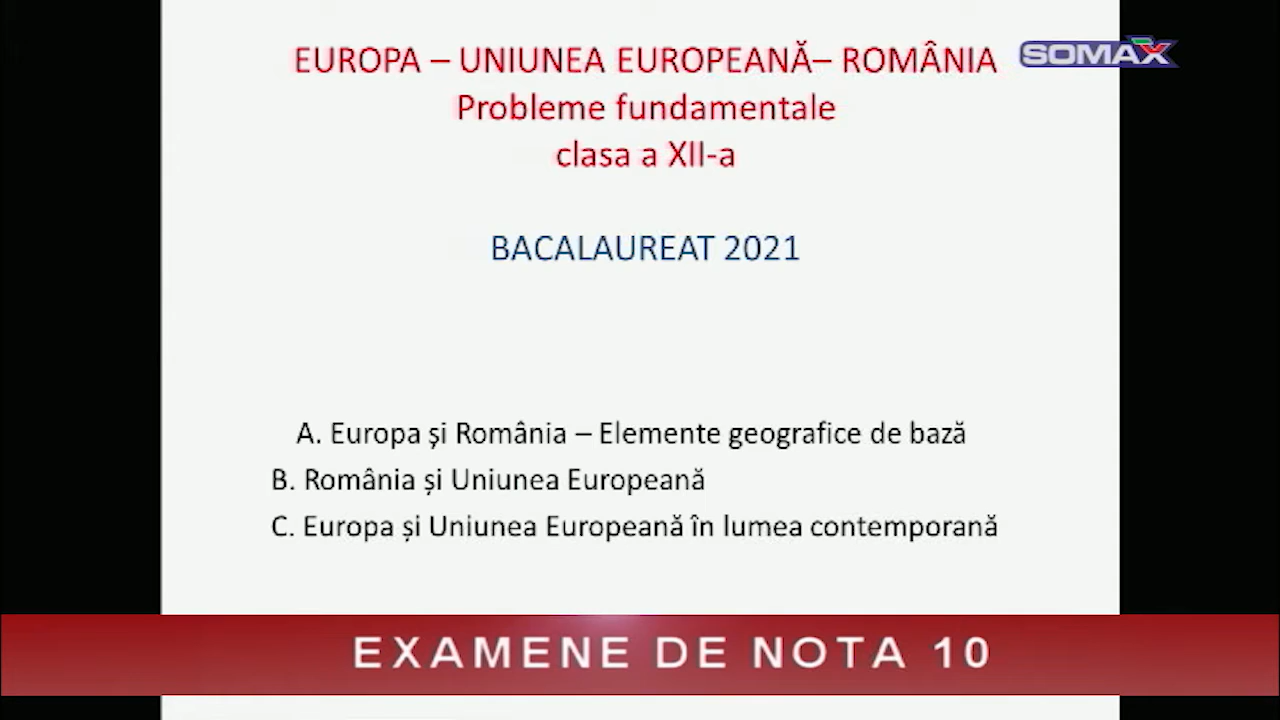 EUROPA – UNIUNEA EUROPEANĂ– ROMÂNIA
SOMAX
Probleme fundamentale
clasa a XII-a
BACALAUREAT 2021
A. Europa şi România – Elemente geografice de bază
B. România și Uniunea Europeană
C. Europa și Uniunea Europeană în lumea contemporană
EXAMENE DE NOTA 10